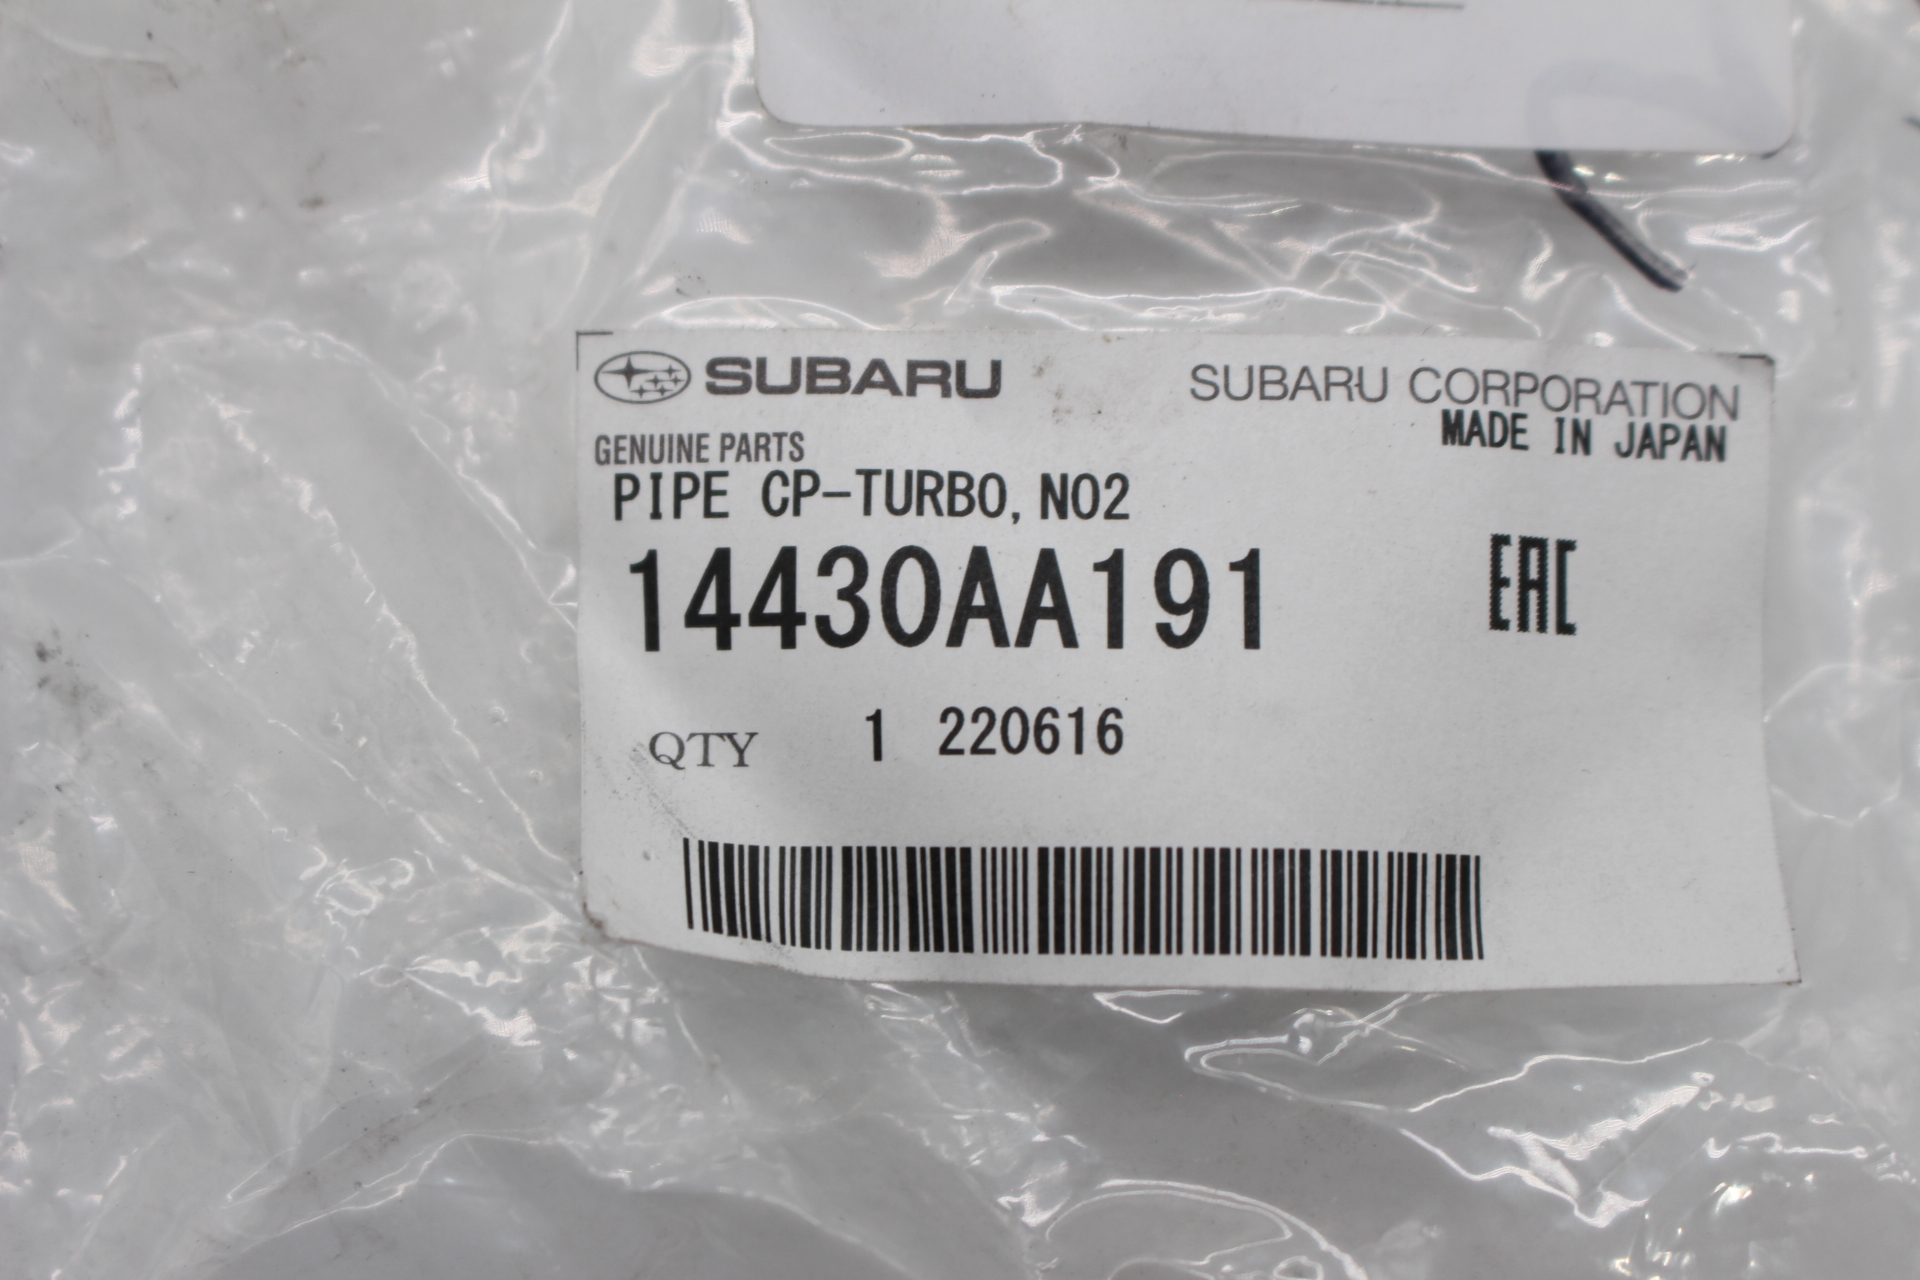 SUBARU SUBARU CORPORATION
MADE IN JAPAN
GENUINE PARTS
PIPE CP-TURBO, NO2
14430AA191 EAC
QTY 1 220616